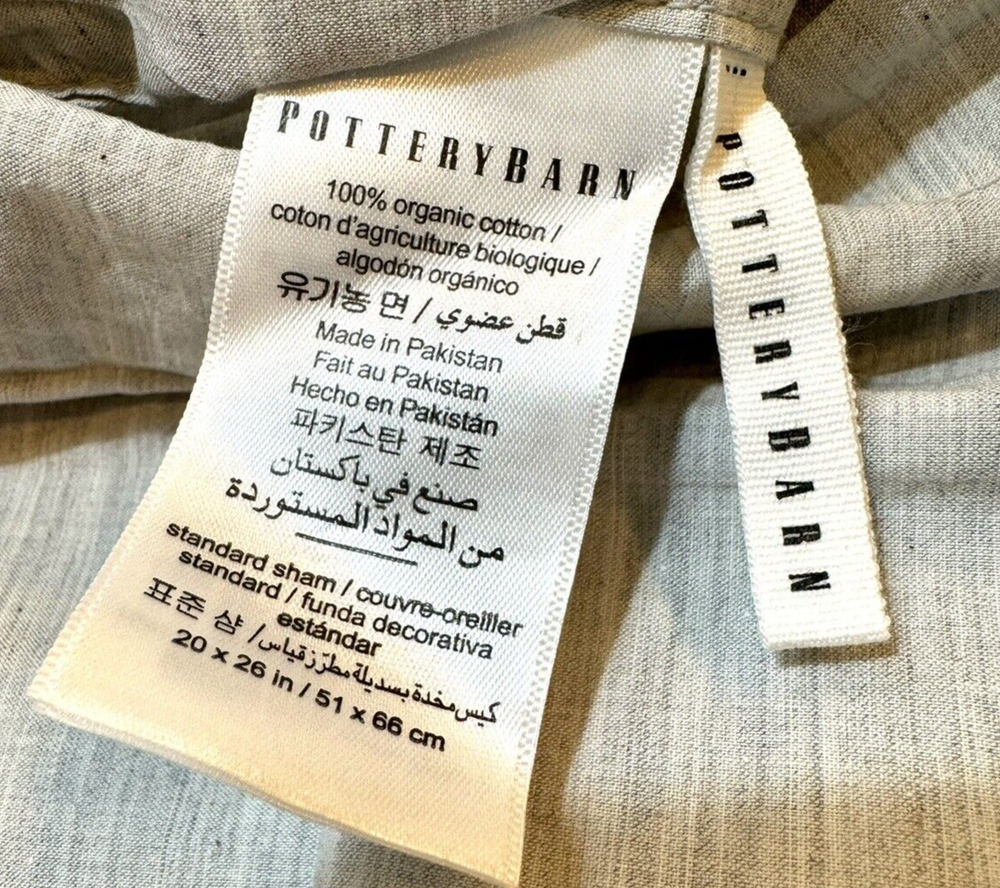 POTTERYBARN
100% organic cotton /
coton d'agriculture biologique /
algodón orgánico
유기농 면 / قطن عضوي
Made in Pakistan
Fait au Pakistan
Hecho en Pakistán
파키스탄 제조
صنع في باكستان
من المواد المستوردة
standard sham / couvre-oreiller
standard / funda decorativa
estándar
표준 샴 / كيس مخدة بسديلة مطرز قياس
20 x 26 in / 51 x 66 cm
POTTERYBARN